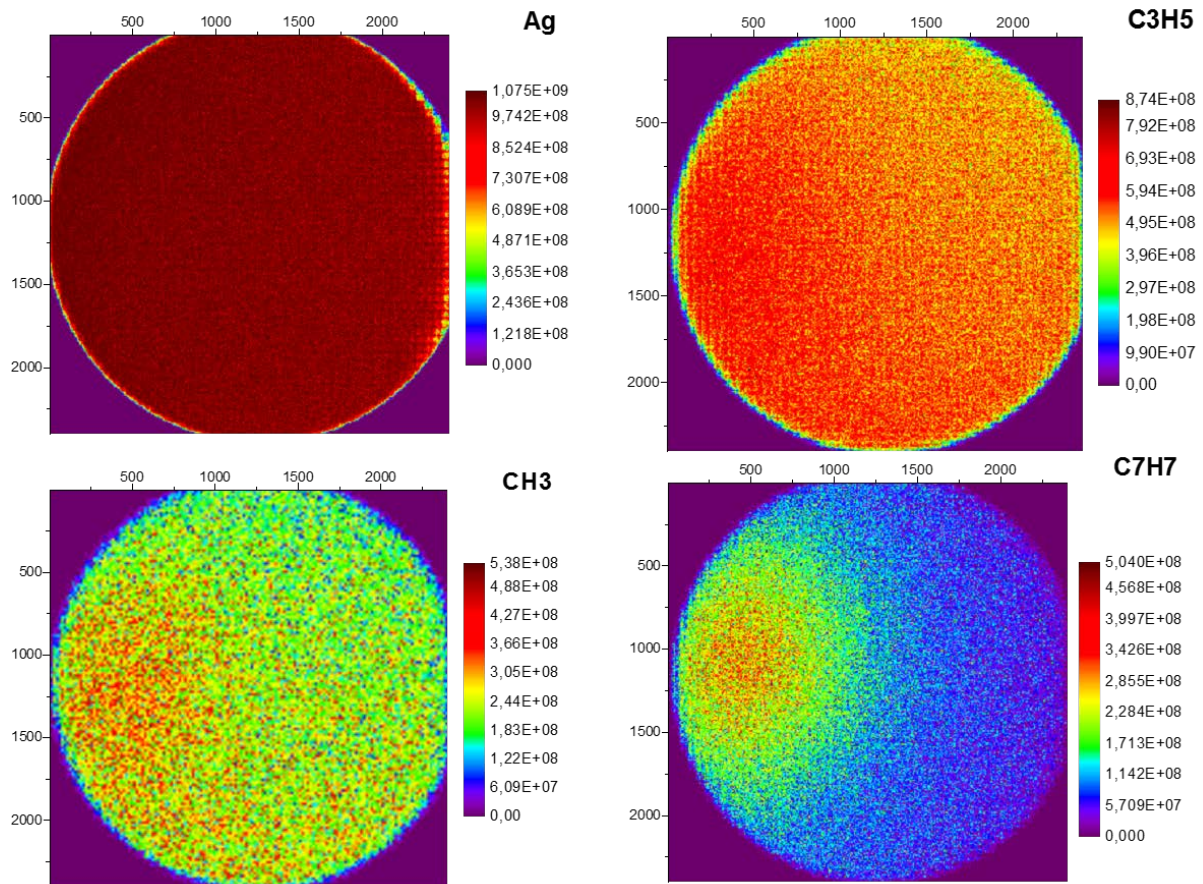 Ag
500 1000 1500 2000
500
1000
1500
2000
1,075E+09
9,742E+08
8,524E+08
7,307E+08
6,089E+08
4,871E+08
3,653E+08
2,436E+08
1,218E+08
0,000
C3H5
500 1000 1500 2000
500
1000
1500
2000
8,74E+08
7,92E+08
6,93E+08
5,94E+08
4,95E+08
3,96E+08
2,97E+08
1,98E+08
9,90E+07
0,00
CH3
500 1000 1500 2000
500
1000
1500
2000
5,38E+08
4,88E+08
4,27E+08
3,66E+08
3,05E+08
2,44E+08
1,83E+08
1,22E+08
6,09E+07
0,00
C7H7
500 1000 1500 2000
500
1000
1500
2000
5,040E+08
4,568E+08
3,997E+08
3,426E+08
2,855E+08
2,284E+08
1,713E+08
1,142E+08
5,709E+07
0,000